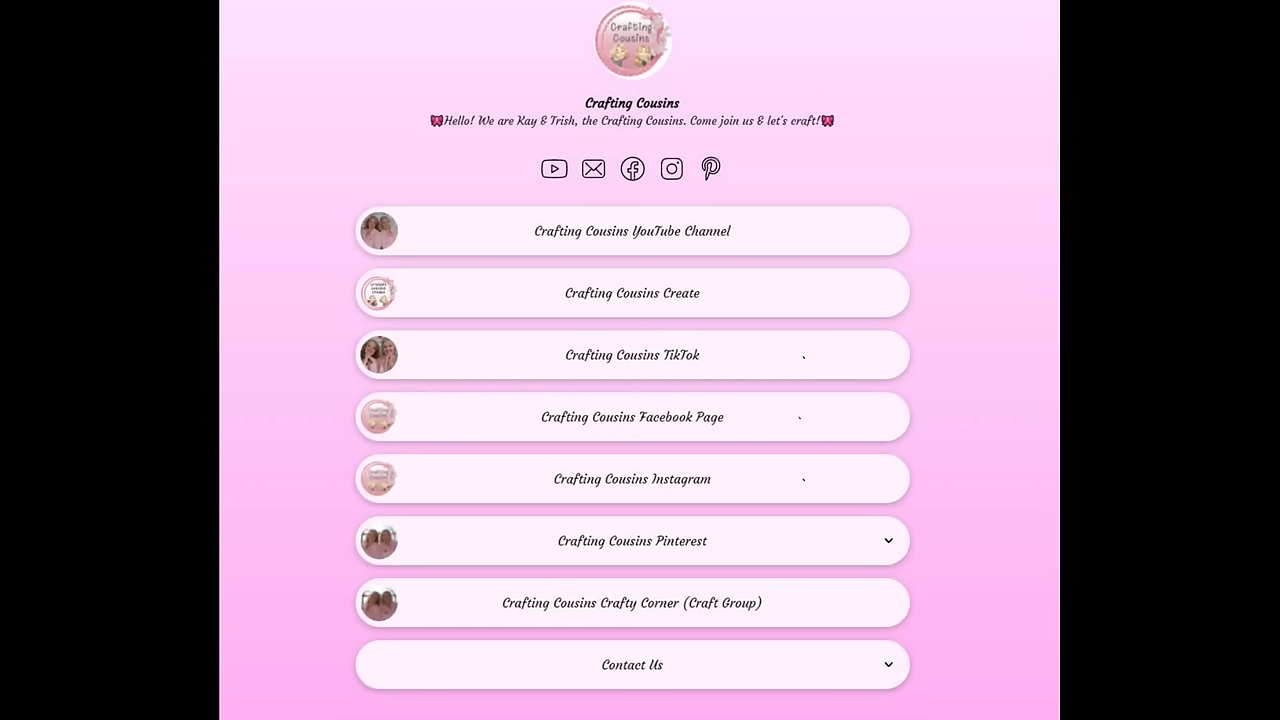 Crafting
Cousins
Crafting Cousins
Hello! We are Kay & Trish, the Crafting Cousins. Come join us & let's craft!
Crafting Cousins YouTube Channel
Crafting Cousins Create
Crafting Cousins TikTok
Crafting Cousins Facebook Page
Crafting Cousins Instagram
Crafting Cousins Pinterest
Crafting Cousins Crafty Corner (Craft Group)
Contact Us